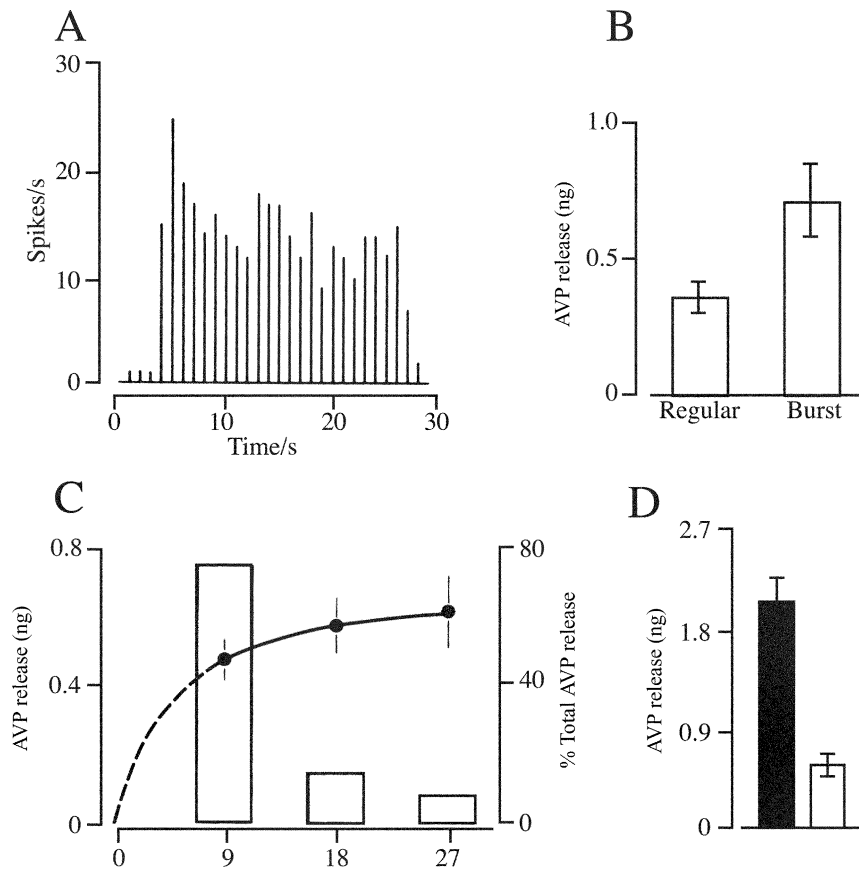 A
30
20
10
0
Spikes/s
0 10 20 30
Time/s
B
1.0
0.5
0
AVP release (ng)
Regular Burst
C
0.8
0.4
0
AVP release (ng)
80
40
0
% Total AVP release
0 9 18 27
D
2.7
1.8
0.9
0
AVP release (ng)